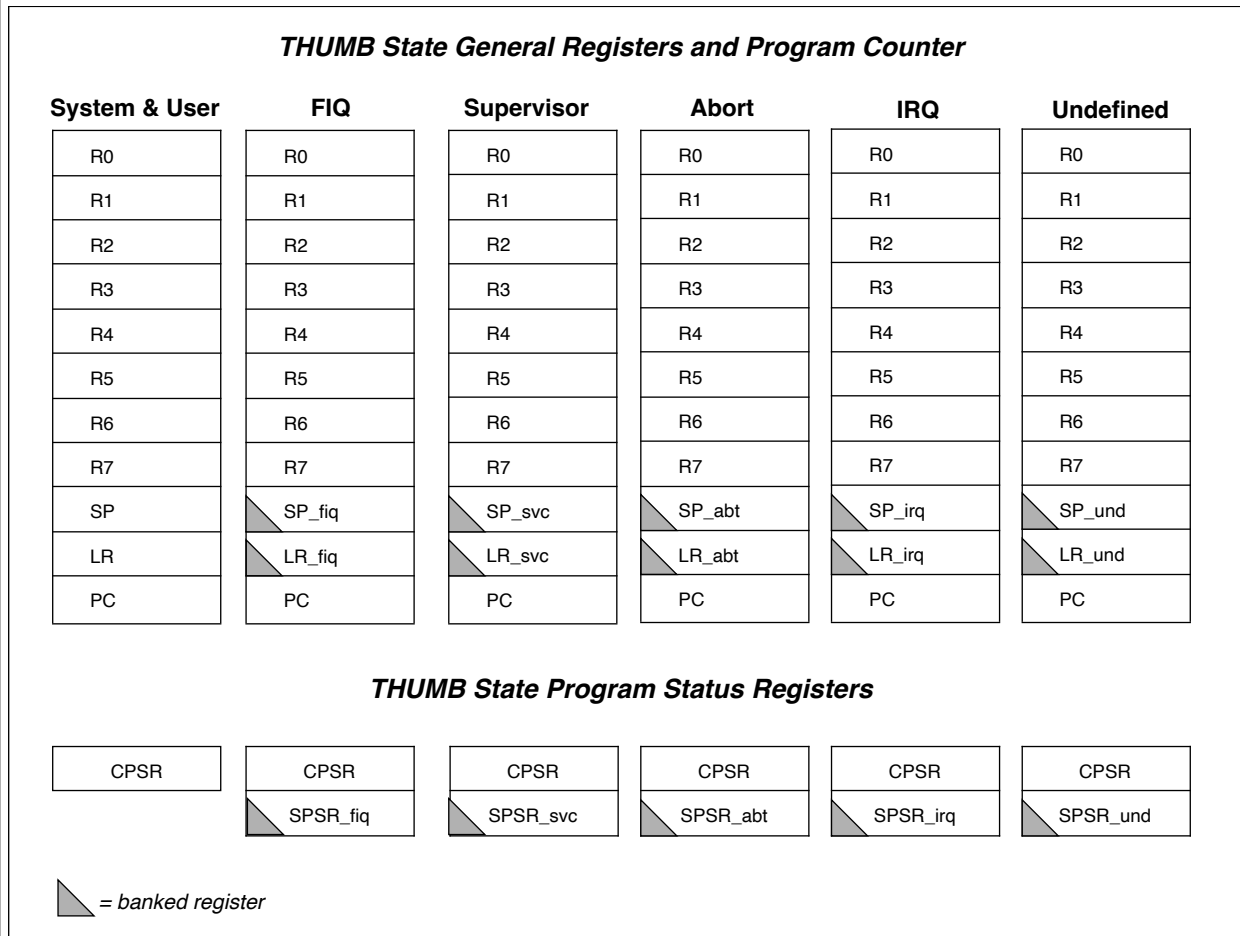 THUMB State General Registers and Program Counter
System & User FIQ Supervisor Abort IRQ Undefined
R0 R0 R0 R0 R0 R0
R1 R1 R1 R1 R1 R1
R2 R2 R2 R2 R2 R2
R3 R3 R3 R3 R3 R3
R4 R4 R4 R4 R4 R4
R5 R5 R5 R5 R5 R5
R6 R6 R6 R6 R6 R6
R7 R7 R7 R7 R7 R7
SP SP_fiq SP_svc SP_abt SP_irq SP_und
LR LR_fiq LR_svc LR_abt LR_irq LR_und
PC PC PC PC PC PC
THUMB State Program Status Registers
CPSR CPSR CPSR CPSR CPSR CPSR
SPSR_fiq SPSR_svc SPSR_abt SPSR_irq SPSR_und
= banked register